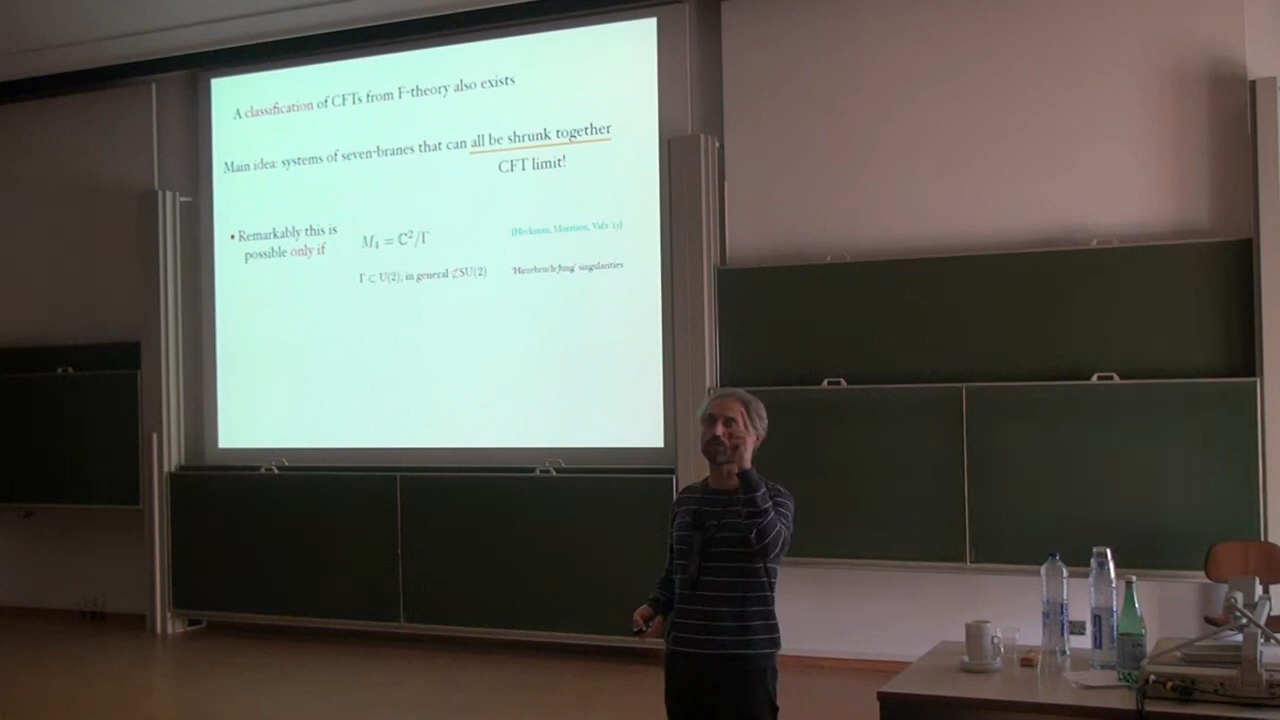 A classification of CFTs from F-theory also exists
Main idea: systems of seven-branes that can all be shrunk together
CFT limit!
• Remarkably this is possible only if
M₄ = ℂ²/Γ
[Heckman, Morrison, Vafa '13]
Γ ⊂ U(2); in general ⊄SU(2)
'Hirzebruch-Jung' singularities